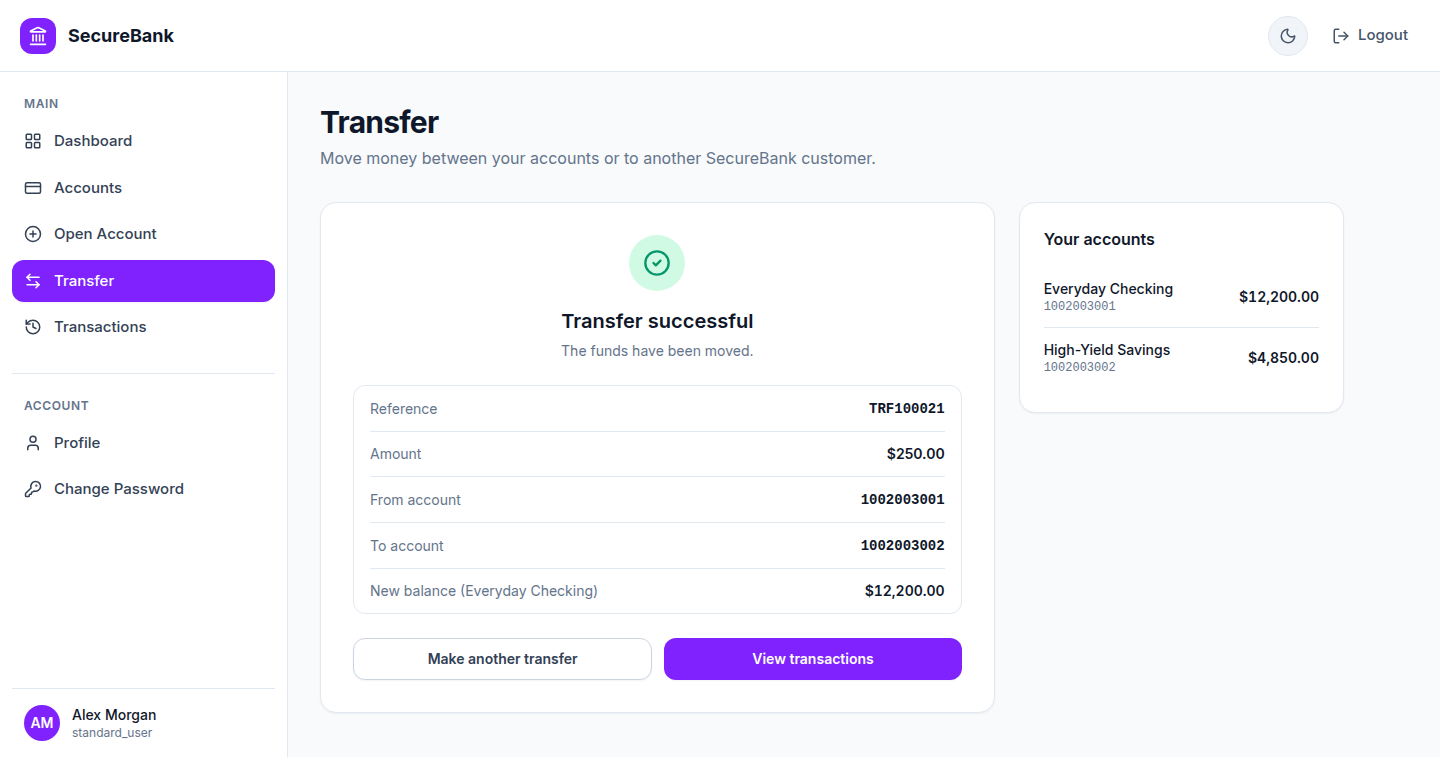 SecureBank
Logout
MAIN
Dashboard
Accounts
Open Account
Transfer
Transactions
ACCOUNT
Profile
Change Password
AM
Alex Morgan
standard_user
Transfer
Move money between your accounts or to another SecureBank customer.
Transfer successful
The funds have been moved.
Reference TRF100021
Amount $250.00
From account 1002003001
To account 1002003002
New balance (Everyday Checking) $12,200.00
Make another transfer
View transactions
Your accounts
Everyday Checking $12,200.00
1002003001
High-Yield Savings $4,850.00
1002003002